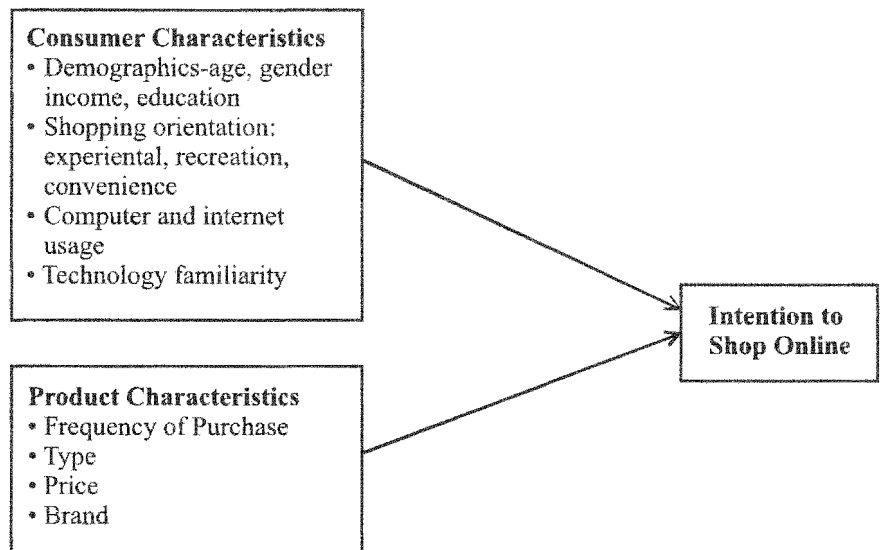 Consumer Characteristics
• Demographics-age, gender
income, education
• Shopping orientation:
experiental, recreation,
convenience
• Computer and internet
usage
• Technology familiarity
Intention to
Shop Online
Product Characteristics
• Frequency of Purchase
• Type
• Price
• Brand